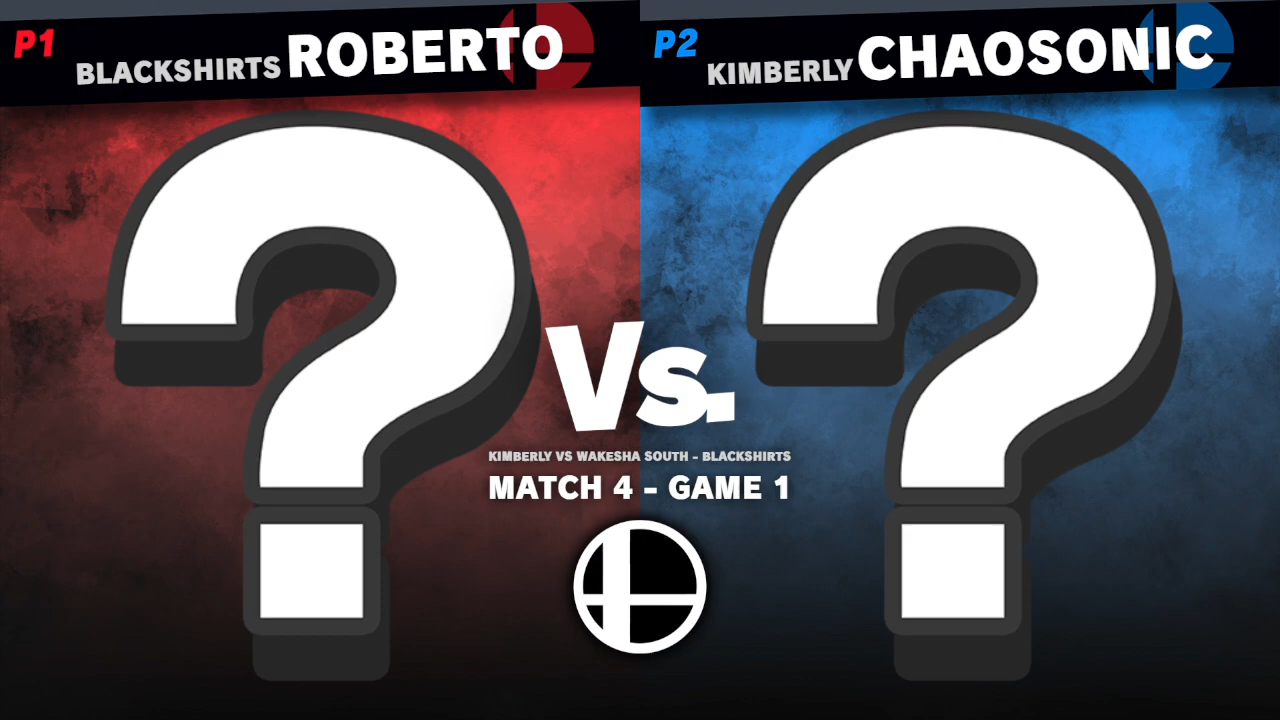 P1
BLACKSHIRTS ROBERTO
P2
KIMBERLY CHAOSONIC
? ?
Vs.
KIMBERLY VS WAKESHA SOUTH - BLACKSHIRTS
MATCH 4 - GAME 1